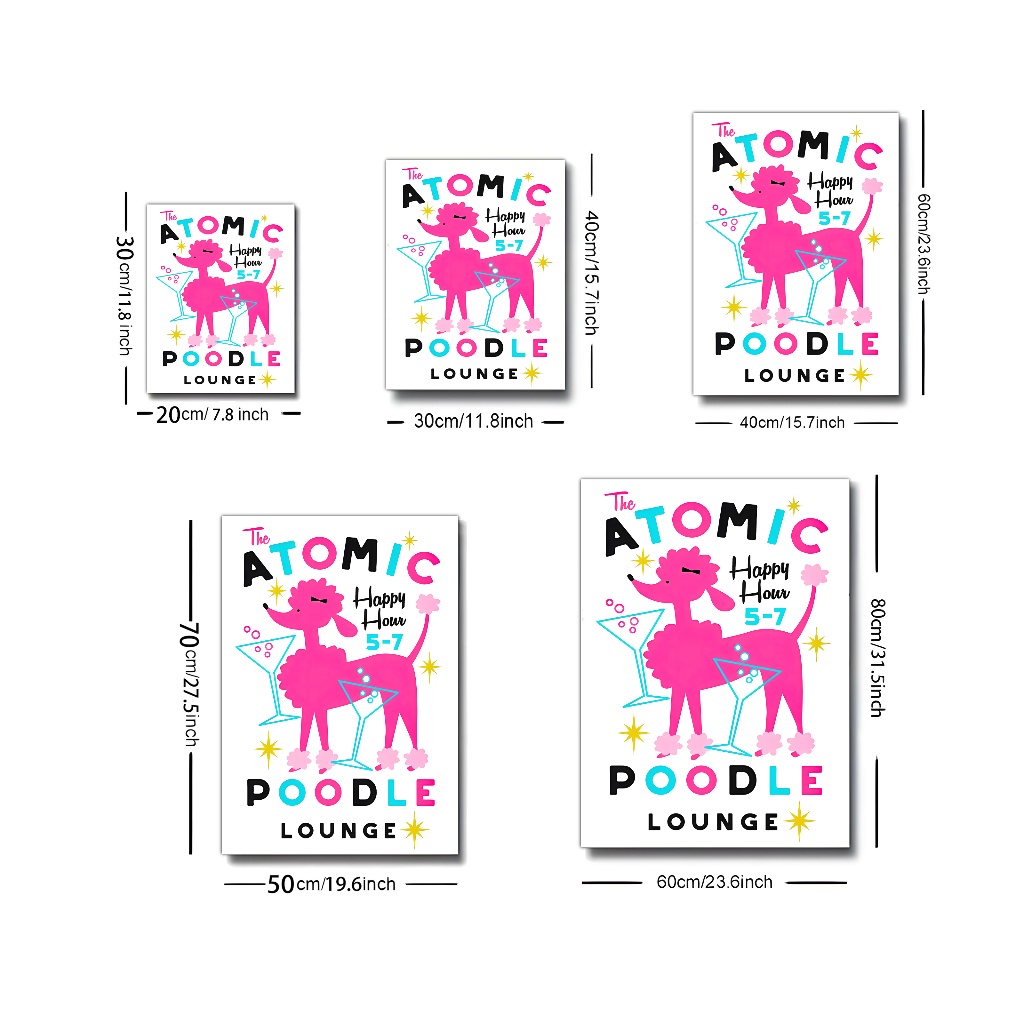 The
ATOMIC
Happy
Hour
5-7
POODLE
LOUNGE
30cm/11.8 inch
20cm/ 7.8 inch
The
ATOMIC
Happy
Hour
5-7
POODLE
LOUNGE
40cm/15.7inch
30cm/11.8inch
The
ATOMIC
Happy
Hour
5-7
POODLE
LOUNGE
60cm/23.6inch
40cm/15.7inch
The
ATOMIC
Happy
Hour
5-7
POODLE
LOUNGE
70cm/27.5inch
50cm/19.6inch
The
ATOMIC
Happy
Hour
5-7
POODLE
LOUNGE
80cm/31.5inch
60cm/23.6inch